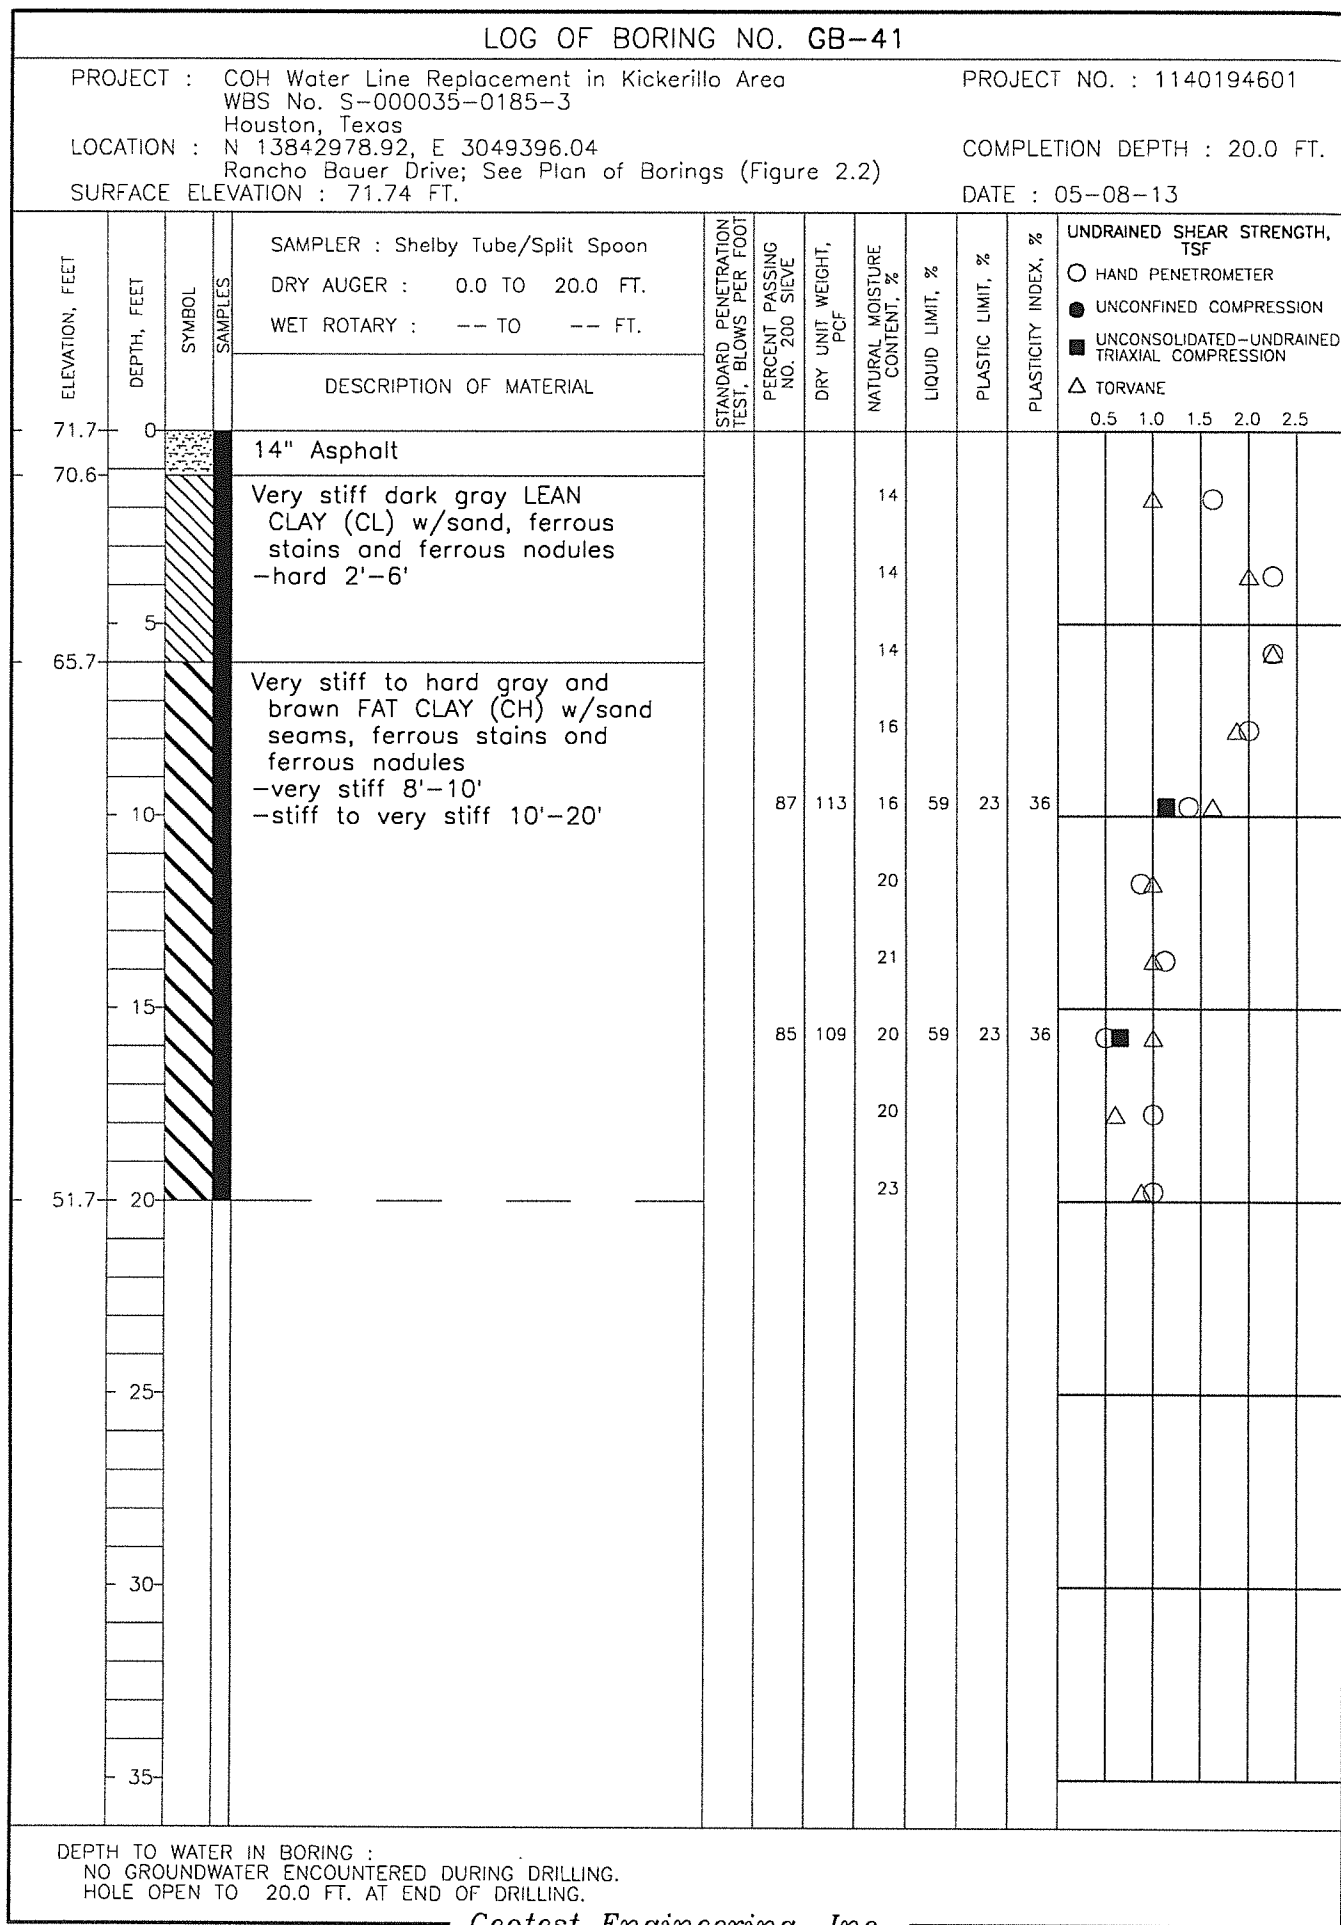 LOG OF BORING NO. GB-41
PROJECT : COH Water Line Replacement in Kickerillo Area PROJECT NO. : 1140194601
WBS No. S-000035-0185-3
Houston, Texas
LOCATION : N 13842978.92, E 3049396.04 COMPLETION DEPTH : 20.0 FT.
Rancho Bauer Drive; See Plan of Borings (Figure 2.2)
SURFACE ELEVATION : 71.74 FT. DATE : 05-08-13
ELEVATION, FEET
DEPTH, FEET
SYMBOL
SAMPLES
SAMPLER : Shelby Tube/Split Spoon
DRY AUGER : 0.0 TO 20.0 FT.
WET ROTARY : -- TO -- FT.
DESCRIPTION OF MATERIAL
STANDARD PENETRATION
TEST, BLOWS PER FOOT
PERCENT PASSING
NO. 200 SIEVE
DRY UNIT WEIGHT,
PCF
NATURAL MOISTURE
CONTENT, %
LIQUID LIMIT, %
PLASTIC LIMIT, %
PLASTICITY INDEX, %
UNDRAINED SHEAR STRENGTH,
TSF
HAND PENETROMETER
UNCONFINED COMPRESSION
UNCONSOLIDATED-UNDRAINED
TRIAXIAL COMPRESSION
TORVANE
0.5 1.0 1.5 2.0 2.5
71.7 0
14" Asphalt
70.6
Very stiff dark gray LEAN 14
CLAY (CL) w/sand, ferrous
stains and ferrous nodules
-hard 2'-6' 14
5
14
65.7
Very stiff to hard gray and
brown FAT CLAY (CH) w/sand
seams, ferrous stains and 16
ferrous nodules
-very stiff 8'-10'
87 113 16 59 23 36
10 -stiff to very stiff 10'-20'
20
21
15
85 109 20 59 23 36
20
23
51.7 20
25
30
35
DEPTH TO WATER IN BORING :
NO GROUNDWATER ENCOUNTERED DURING DRILLING.
HOLE OPEN TO 20.0 FT. AT END OF DRILLING.
Geotest Engineering, Inc.